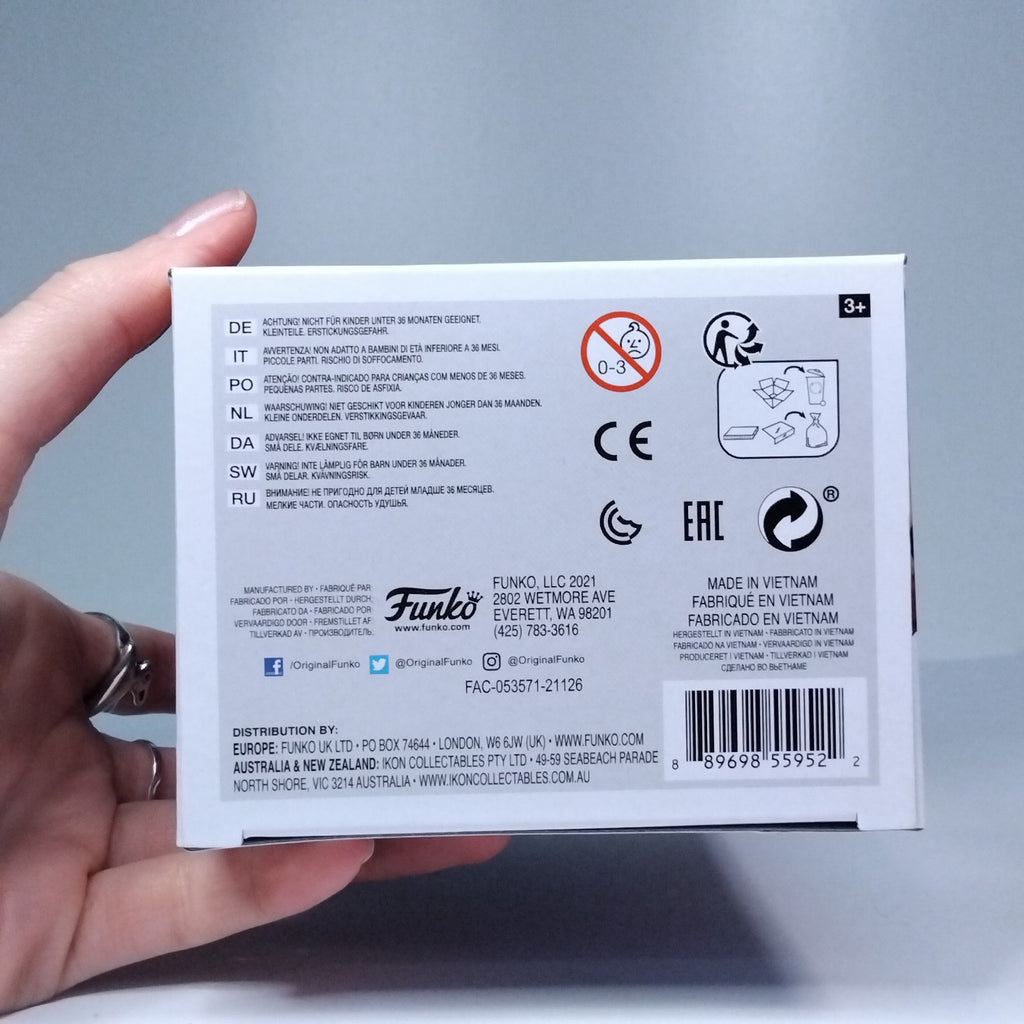 3+
DE
ACHTUNG! NICHT FÜR KINDER UNTER 36 MONATEN GEEIGNET.
KLEINTEILE. ERSTICKUNGSGEFAHR.
IT
AVVERTENZA! NON ADATTO A BAMBINI DI ETÀ INFERIORE A 36 MESI.
PICCOLE PARTI. RISCHIO DI SOFFOCAMENTO.
PO
ATENÇÃO! CONTRA-INDICADO PARA CRIANÇAS COM MENOS DE 36 MESES.
PEQUENAS PARTES. RISCO DE ASFIXIA.
NL
WAARSCHUWING! NIET GESCHIKT VOOR KINDEREN JONGER DAN 36 MAANDEN.
KLEINE ONDERDELEN. VERSTIKKINGSGEVAAR.
DA
ADVARSEL! IKKE EGNET TIL BØRN UNDER 36 MÅNEDER.
SMÅ DELE. KVÆLNINGSFARE.
SW
VARNING! INTE LÄMPLIG FÖR BARN UNDER 36 MÅNADER.
SMÅ DELAR. KVÄVNINGSRISK.
RU
ВНИМАНИЕ! НЕ ПРИГОДНО ДЛЯ ДЕТЕЙ МЛАДШЕ 36 МЕСЯЦЕВ.
МЕЛКИЕ ЧАСТИ. ОПАСНОСТЬ УДУШЬЯ.
0-3
CE
EAC
®
MANUFACTURED BY • FABRIQUÉ PAR
FABRICADO POR • HERGESTELLT DURCH:
FABBRICATO DA • FABRICADO POR
VERVAARDIGD DOOR • FREMSTILLET AF:
TILLVERKAD AV • ПРОИЗВОДИТЕЛЬ:
Funko
www.funko.com
FUNKO, LLC 2021
2802 WETMORE AVE
EVERETT, WA 98201
(425) 783-3616
f /OriginalFunko @OriginalFunko @OriginalFunko
FAC-053571-21126
MADE IN VIETNAM
FABRIQUÉ EN VIETNAM
FABRICADO EN VIETNAM
HERGESTELLT IN VIETNAM • FABBRICATO IN VIETNAM
FABRICADO NA VIETNAM • VERVAARDIGD IN VIETNAM
PRODUCERET I VIETNAM • TILLVERKAD I VIETNAM
СДЕЛАНО ВО ВЬЕТНАМЕ
DISTRIBUTION BY:
EUROPE: FUNKO UK LTD • PO BOX 74644 • LONDON, W6 6JW (UK) • WWW.FUNKO.COM
AUSTRALIA & NEW ZEALAND: IKON COLLECTABLES PTY LTD • 49-59 SEABEACH PARADE
NORTH SHORE, VIC 3214 AUSTRALIA • WWW.IKONCOLLECTABLES.COM.AU
8 89698 55952 2